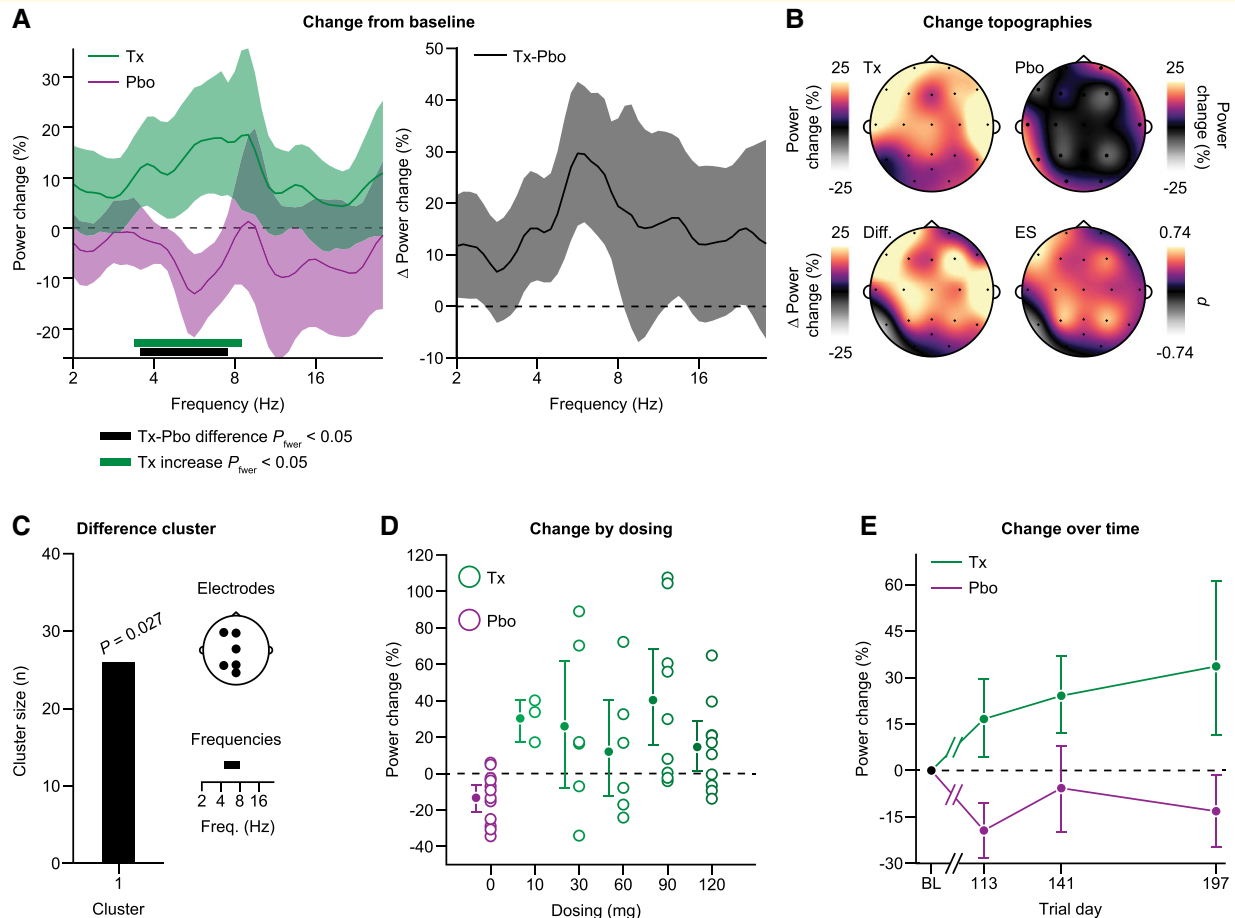 A
Change from baseline
Tx
Pbo
Power change (%)
30
20
10
0
-10
-20
2
4
8
16
Frequency (Hz)
Tx-Pbo difference Pfwer < 0.05
Tx increase Pfwer < 0.05
Tx-Pbo
Δ Power change (%)
50
40
30
20
10
0
-10
2
4
8
16
Frequency (Hz)
B
Change topographies
25
Tx
Power
change (%)
-25
Pbo
25
Power
change (%)
-25
25
Diff.
Δ Power
change (%)
-25
ES
0.74
d
-0.74
C
Difference cluster
Cluster size (n)
40
30
20
10
0
P = 0.027
1
Cluster
Electrodes
Frequencies
2 4 8 16
Freq. (Hz)
D
Change by dosing
Tx
Pbo
Power change (%)
120
100
80
60
40
20
0
-20
-40
0
10
30
60
90
120
Dosing (mg)
E
Change over time
Tx
Pbo
Power change (%)
60
45
30
15
0
-15
-30
BL
113
141
197
Trial day